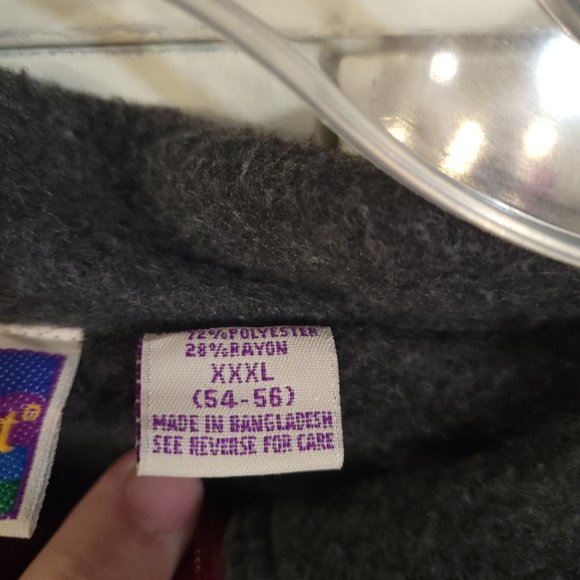 72% POLYESTER
28% RAYON
XXXL
(54-56)
MADE IN BANGLADESH
SEE REVERSE FOR CARE
t®